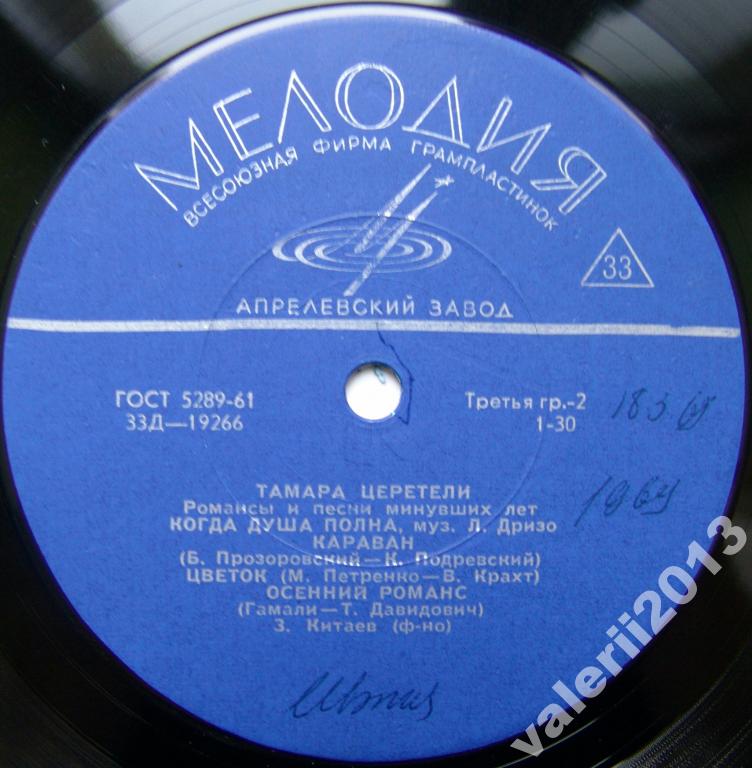 МЕЛОДИЯ
ВСЕСОЮЗНАЯ ФИРМА ГРАМПЛАСТИНОК
33
АПРЕЛЕВСКИЙ ЗАВОД
ГОСТ 5289-61
33Д—19266
Третья гр.-2
1-30
ТАМАРА ЦЕРЕТЕЛИ
Романсы и песни минувших лет
КОГДА ДУША ПОЛНА, муз. Л. Дризо
КАРАВАН
(Б. Прозоровский—К. Подревский)
ЦВЕТОК (М. Петренко—В. Крахт)
ОСЕННИЙ РОМАНС
(Гамали—Т. Давидович)
З. Китаев (ф-но)
valerii2013